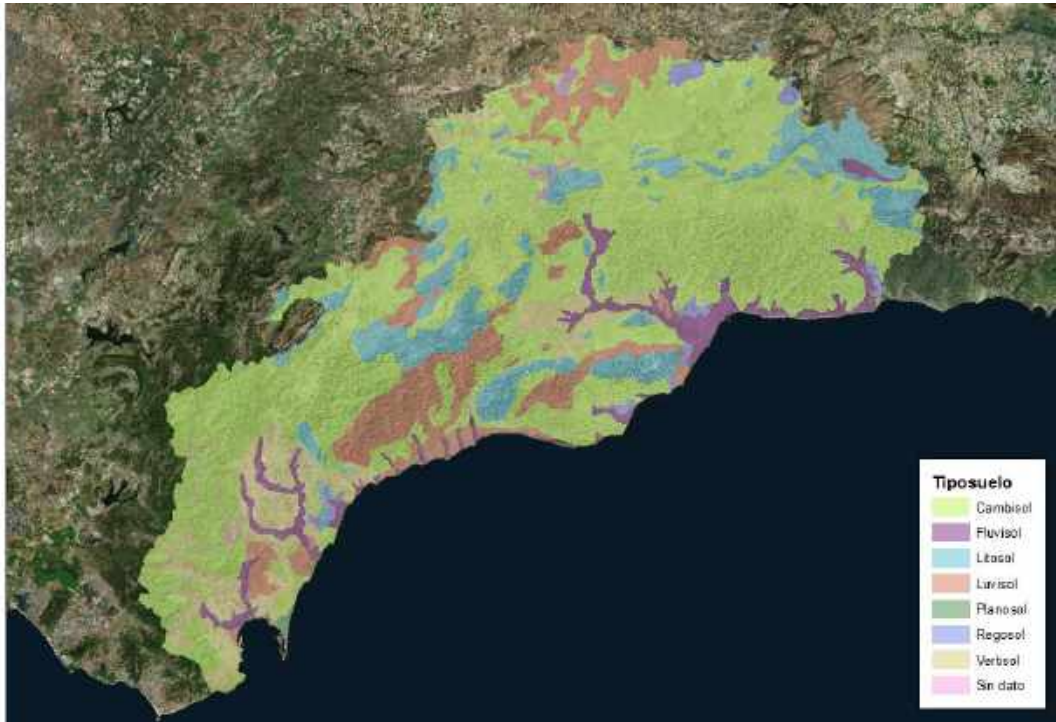 Tiposuelo
Cambisol
Fluvisol
Litosol
Luvisol
Planosol
Regosol
Vertisol
Sin dato